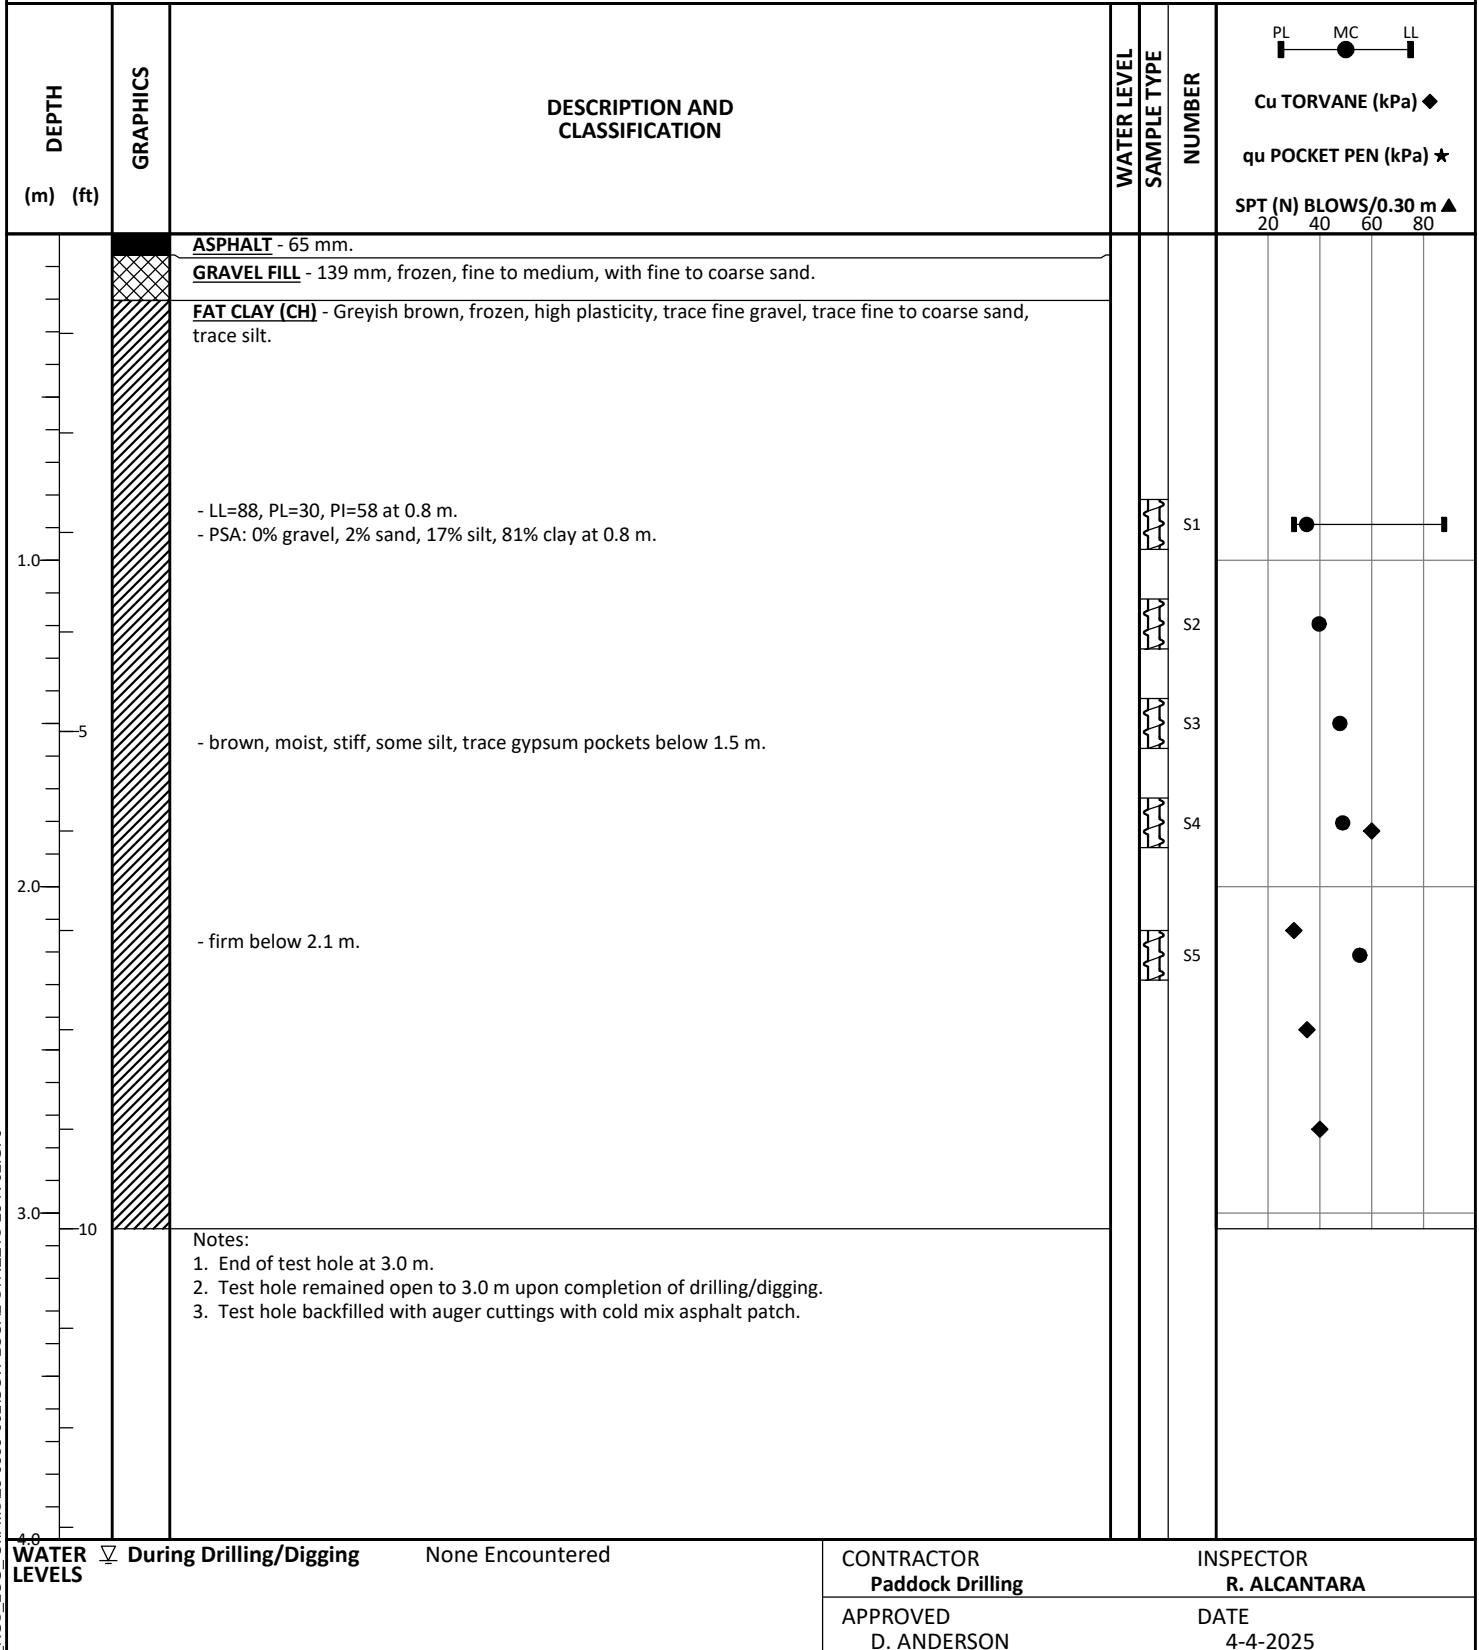 DEPTH
(m) (ft)
GRAPHICS
DESCRIPTION AND
CLASSIFICATION
WATER LEVEL
SAMPLE TYPE
NUMBER
PL MC LL
Cu TORVANE (kPa)
qu POCKET PEN (kPa)
SPT (N) BLOWS/0.30 m
20 40 60 80
ASPHALT - 65 mm.
GRAVEL FILL - 139 mm, frozen, fine to medium, with fine to coarse sand.
FAT CLAY (CH) - Greyish brown, frozen, high plasticity, trace fine gravel, trace fine to coarse sand,
trace silt.
- LL=88, PL=30, PI=58 at 0.8 m.
S1
- PSA: 0% gravel, 2% sand, 17% silt, 81% clay at 0.8 m.
1.0
S2
S3
5
- brown, moist, stiff, some silt, trace gypsum pockets below 1.5 m.
S4
2.0
- firm below 2.1 m.
S5
3.0
10
Notes:
1. End of test hole at 3.0 m.
2. Test hole remained open to 3.0 m upon completion of drilling/digging.
3. Test hole backfilled with auger cuttings with cold mix asphalt patch.
4.0
WATER
LEVELS
During Drilling/Digging None Encountered
CONTRACTOR
Paddock Drilling
INSPECTOR
R. ALCANTARA
APPROVED
D. ANDERSON
DATE
4-4-2025